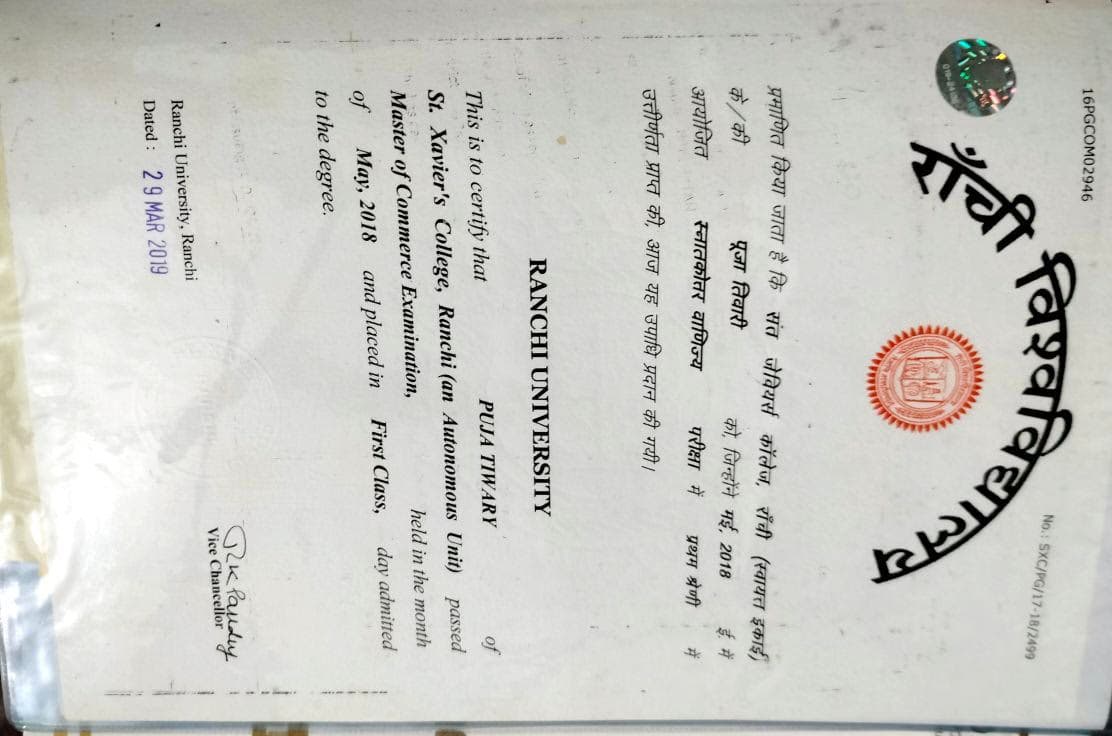 16PGCOM02946
No.: SXC/PG/17-18/2499
राँची विश्वविद्यालय
प्रमाणित किया जाता है कि संत जेवियर्स कॉलेज, राँची (स्वायत्त इकाई)
के/की पूजा तिवारी को, जिन्होंने मई, 2018 ई में
आयोजित स्नातकोत्तर वाणिज्य परीक्षा में प्रथम श्रेणी में
उत्तीर्णता प्राप्त की, आज यह उपाधि प्रदान की गयी।
RANCHI UNIVERSITY
This is to certify that PUJA TIWARY of
St. Xavier's College, Ranchi (an Autonomous Unit) passed
Master of Commerce Examination, held in the month
of May, 2018 and placed in First Class, day admitted
to the degree.
RK Pandey
Vice Chancellor
Ranchi University, Ranchi
Dated : 29 MAR 2019